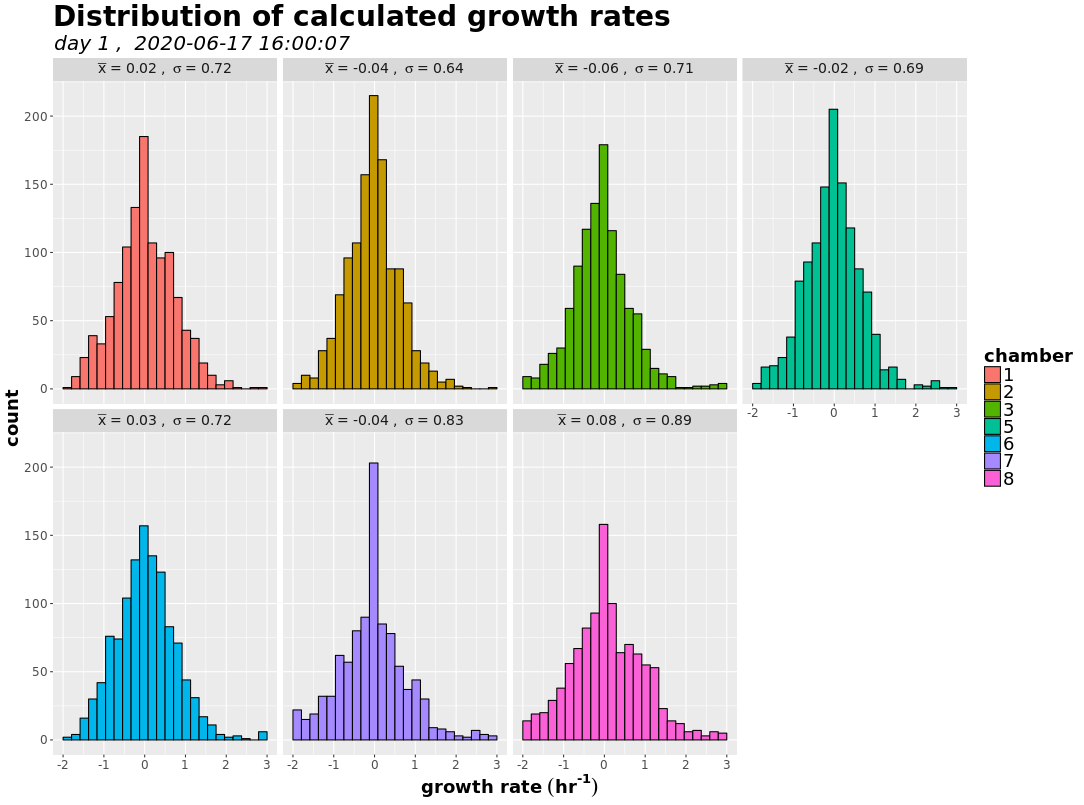 Distribution of calculated growth rates
day 1 ,  2020-06-17 16:00:07
x̅ = 0.02 ,  σ = 0.72
x̅ = -0.04 ,  σ = 0.64
x̅ = -0.06 ,  σ = 0.71
x̅ = -0.02 ,  σ = 0.69
200
150
100
50
0
-2 -1 0 1 2 3
chamber
1
2
3
5
6
7
8
count
x̅ = 0.03 ,  σ = 0.72
x̅ = -0.04 ,  σ = 0.83
x̅ = 0.08 ,  σ = 0.89
200
150
100
50
0
-2 -1 0 1 2 3
-2 -1 0 1 2 3
-2 -1 0 1 2 3
growth rate (hr⁻¹)